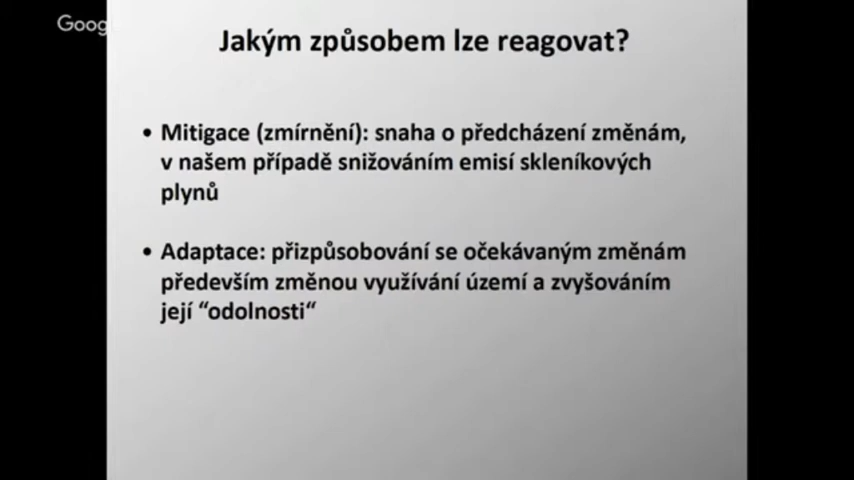 Goog
Jakým způsobem lze reagovat?
• Mitigace (zmírnění): snaha o předcházení změnám,
v našem případě snižováním emisí skleníkových
plynů
• Adaptace: přizpůsobování se očekávaným změnám
především změnou využívání území a zvyšováním
její “odolnosti“